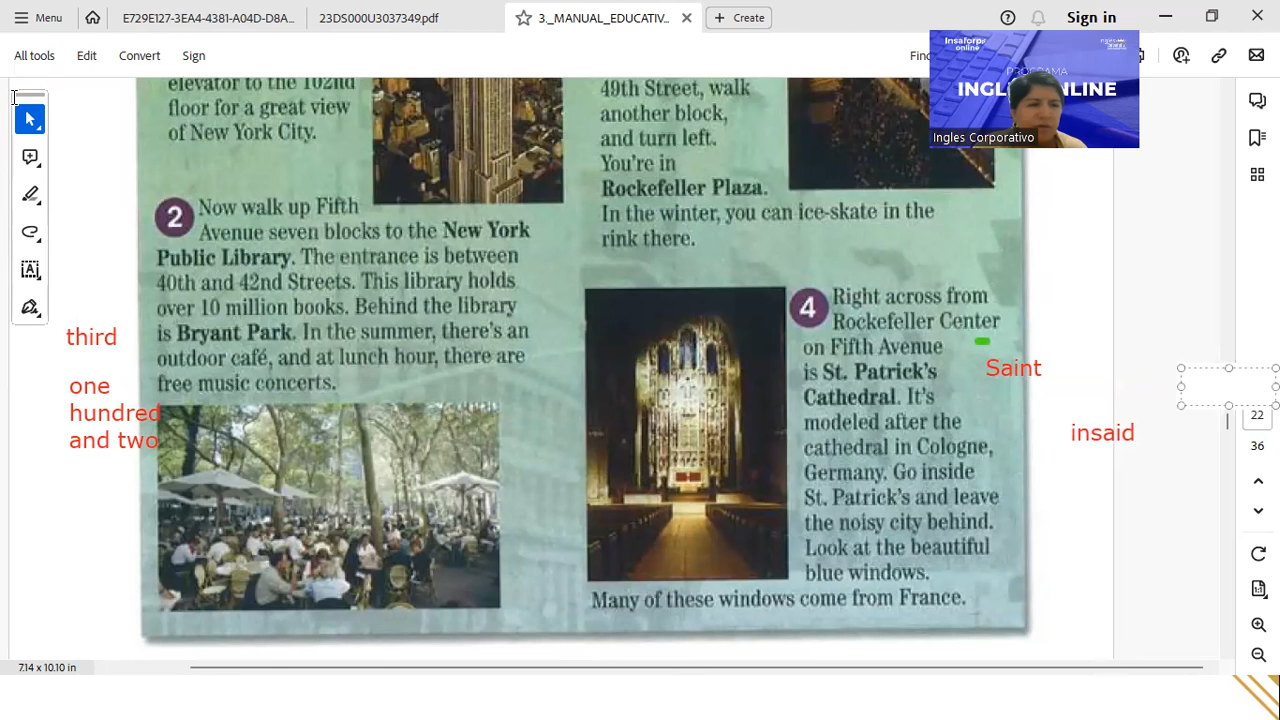 Menu
E729E127-3EA4-4381-A04D-D8A...
23DS000U3037349.pdf
3._MANUAL_EDUCATIV...
Create
Sign in
All tools
Edit
Convert
Sign
Insaforp
online
PROGRAMA
Ingles Corporativo
elevator to the 102nd
floor for a great view
of New York City.
2
Now walk up Fifth
Avenue seven blocks to the New York
Public Library. The entrance is between
40th and 42nd Streets. This library holds
over 10 million books. Behind the library
is Bryant Park. In the summer, there's an
outdoor café, and at lunch hour, there are
free music concerts.
third
one
hundred
and two
49th Street, walk
another block,
and turn left.
You're in
Rockefeller Plaza.
In the winter, you can ice-skate in the
rink there.
4
Right across from
Rockefeller Center
on Fifth Avenue
is St. Patrick's
Cathedral. It's
modeled after the
cathedral in Cologne,
Germany. Go inside
St. Patrick's and leave
the noisy city behind.
Look at the beautiful
blue windows.
Many of these windows come from France.
Saint
insaid
22
36
7.14 x 10.10 in